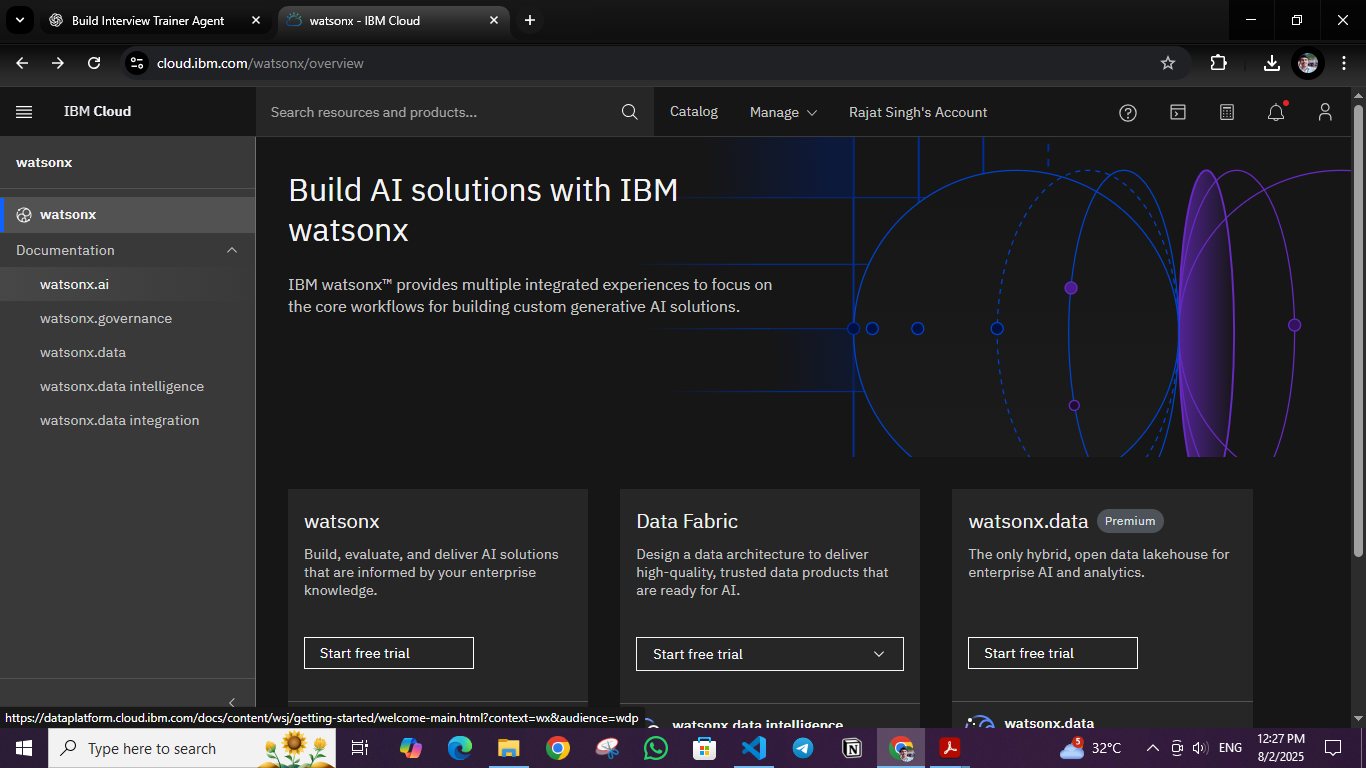 Build Interview Trainer Agent
watsonx - IBM Cloud
cloud.ibm.com/watsonx/overview
IBM Cloud
Search resources and products...
Catalog
Manage
Rajat Singh's Account
watsonx
watsonx
Documentation
watsonx.ai
watsonx.governance
watsonx.data
watsonx.data intelligence
watsonx.data integration
Build AI solutions with IBM
watsonx
IBM watsonx™ provides multiple integrated experiences to focus on
the core workflows for building custom generative AI solutions.
watsonx
Build, evaluate, and deliver AI solutions
that are informed by your enterprise
knowledge.
Start free trial
Data Fabric
Design a data architecture to deliver
high-quality, trusted data products that
are ready for AI.
Start free trial
watsonx.data intelligence
watsonx.data Premium
The only hybrid, open data lakehouse for
enterprise AI and analytics.
Start free trial
watsonx.data
https://dataplatform.cloud.ibm.com/docs/content/wsj/getting-started/welcome-main.html?context=wx&audience=wdp
Type here to search
5
32°C
ENG
12:27 PM
8/2/2025